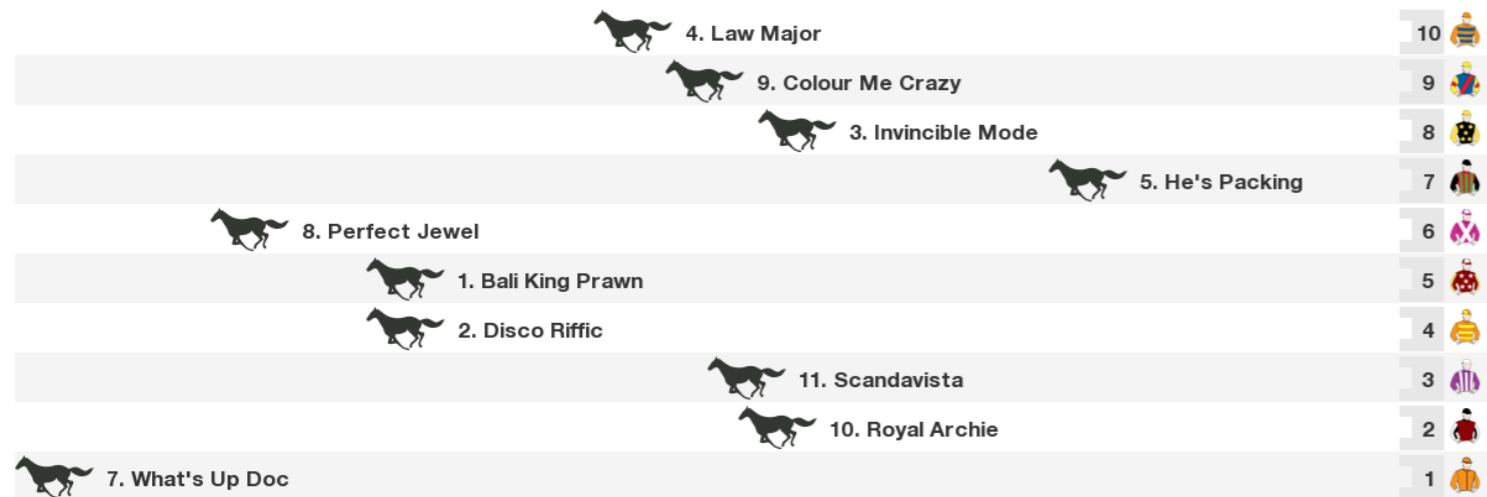 4. Law Major 10
9. Colour Me Crazy 9
3. Invincible Mode 8
5. He's Packing 7
8. Perfect Jewel 6
1. Bali King Prawn 5
2. Disco Riffic 4
11. Scandavista 3
10. Royal Archie 2
7. What's Up Doc 1